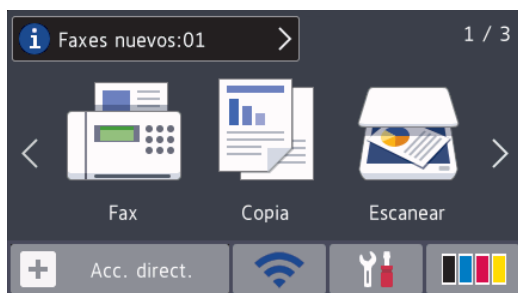 Faxes nuevos:01
1 / 3
Fax
Copia
Escanear
Acc. direct.